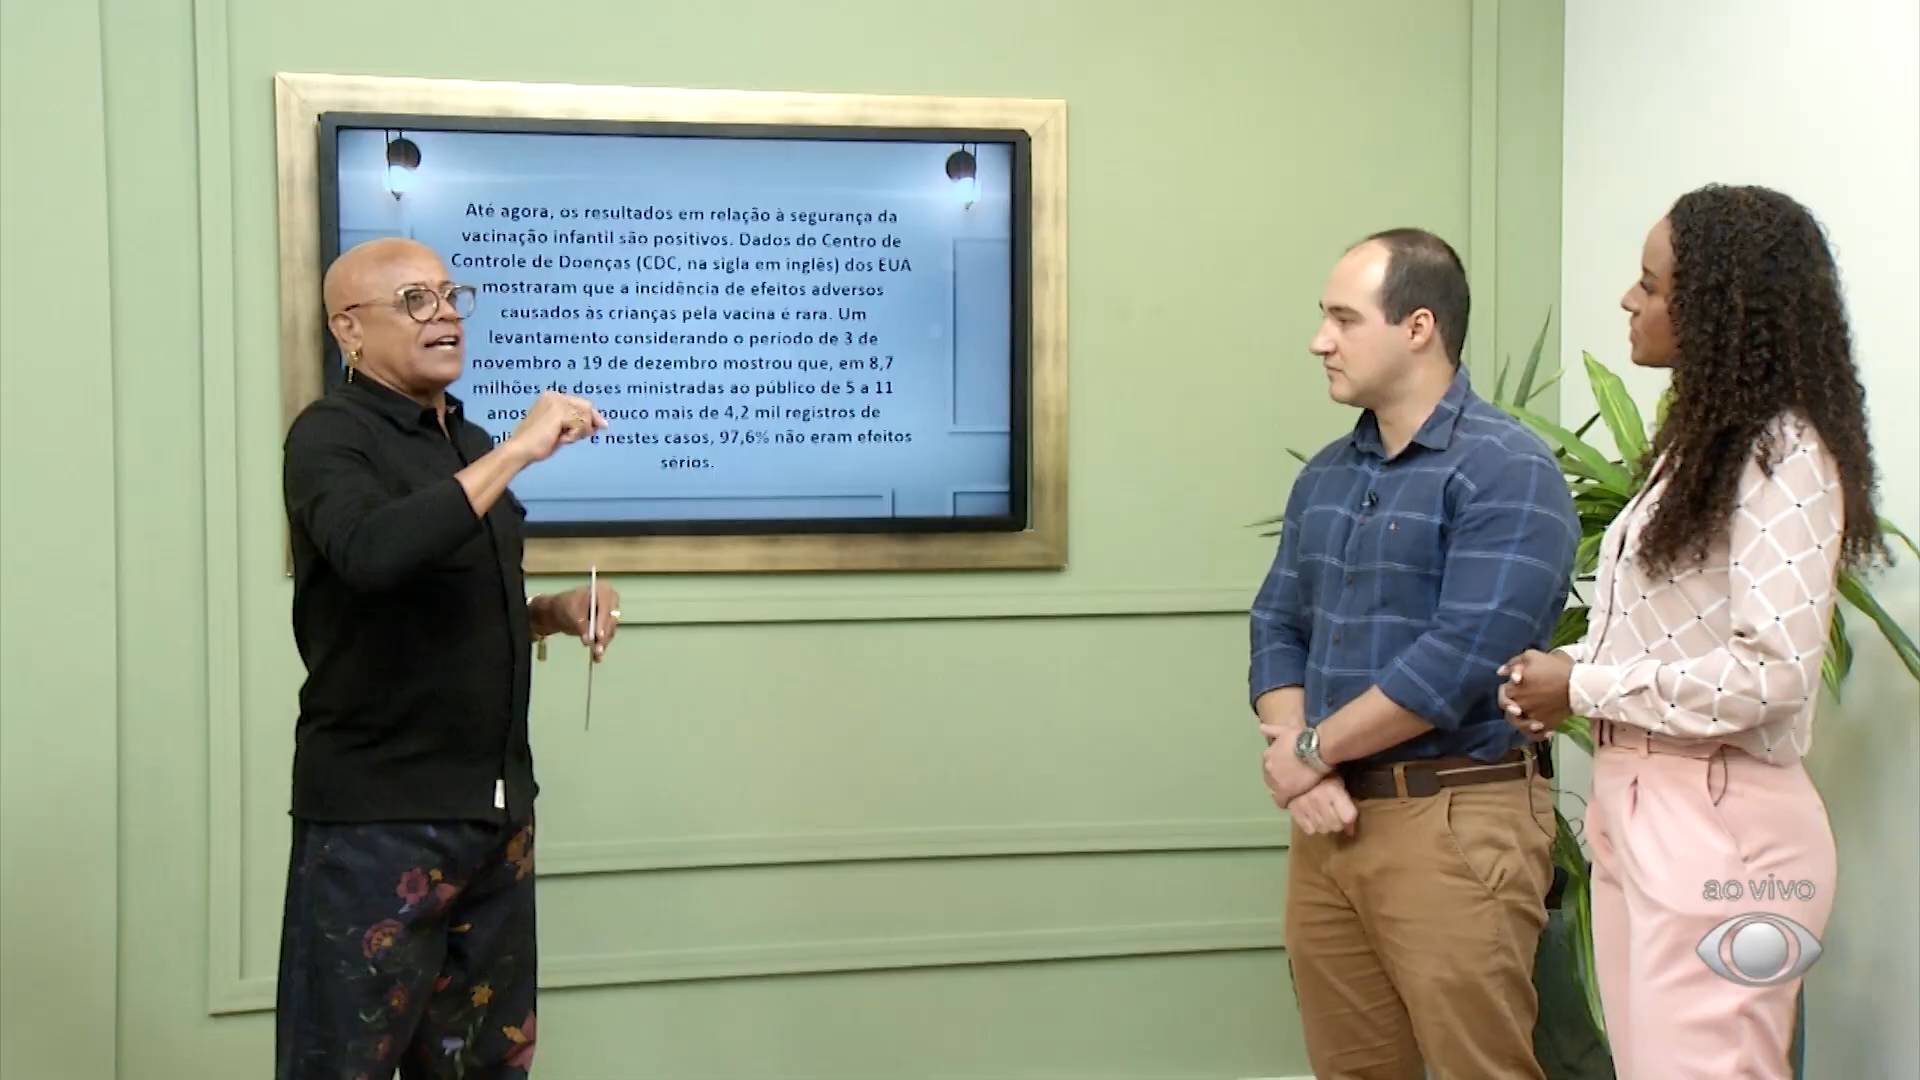 Até agora, os resultados em relação à segurança da
vacinação infantil são positivos. Dados do Centro de
Controle de Doenças (CDC, na sigla em inglês) dos EUA
mostraram que a incidência de efeitos adversos
causados às crianças pela vacina é rara. Um
levantamento considerando o período de 3 de
novembro a 19 de dezembro mostrou que, em 8,7
milhões de doses ministradas ao público de 5 a 11
anos pouco mais de 4,2 mil registros de
e nestes casos, 97,6% não eram efeitos
sérios.
ao vivo